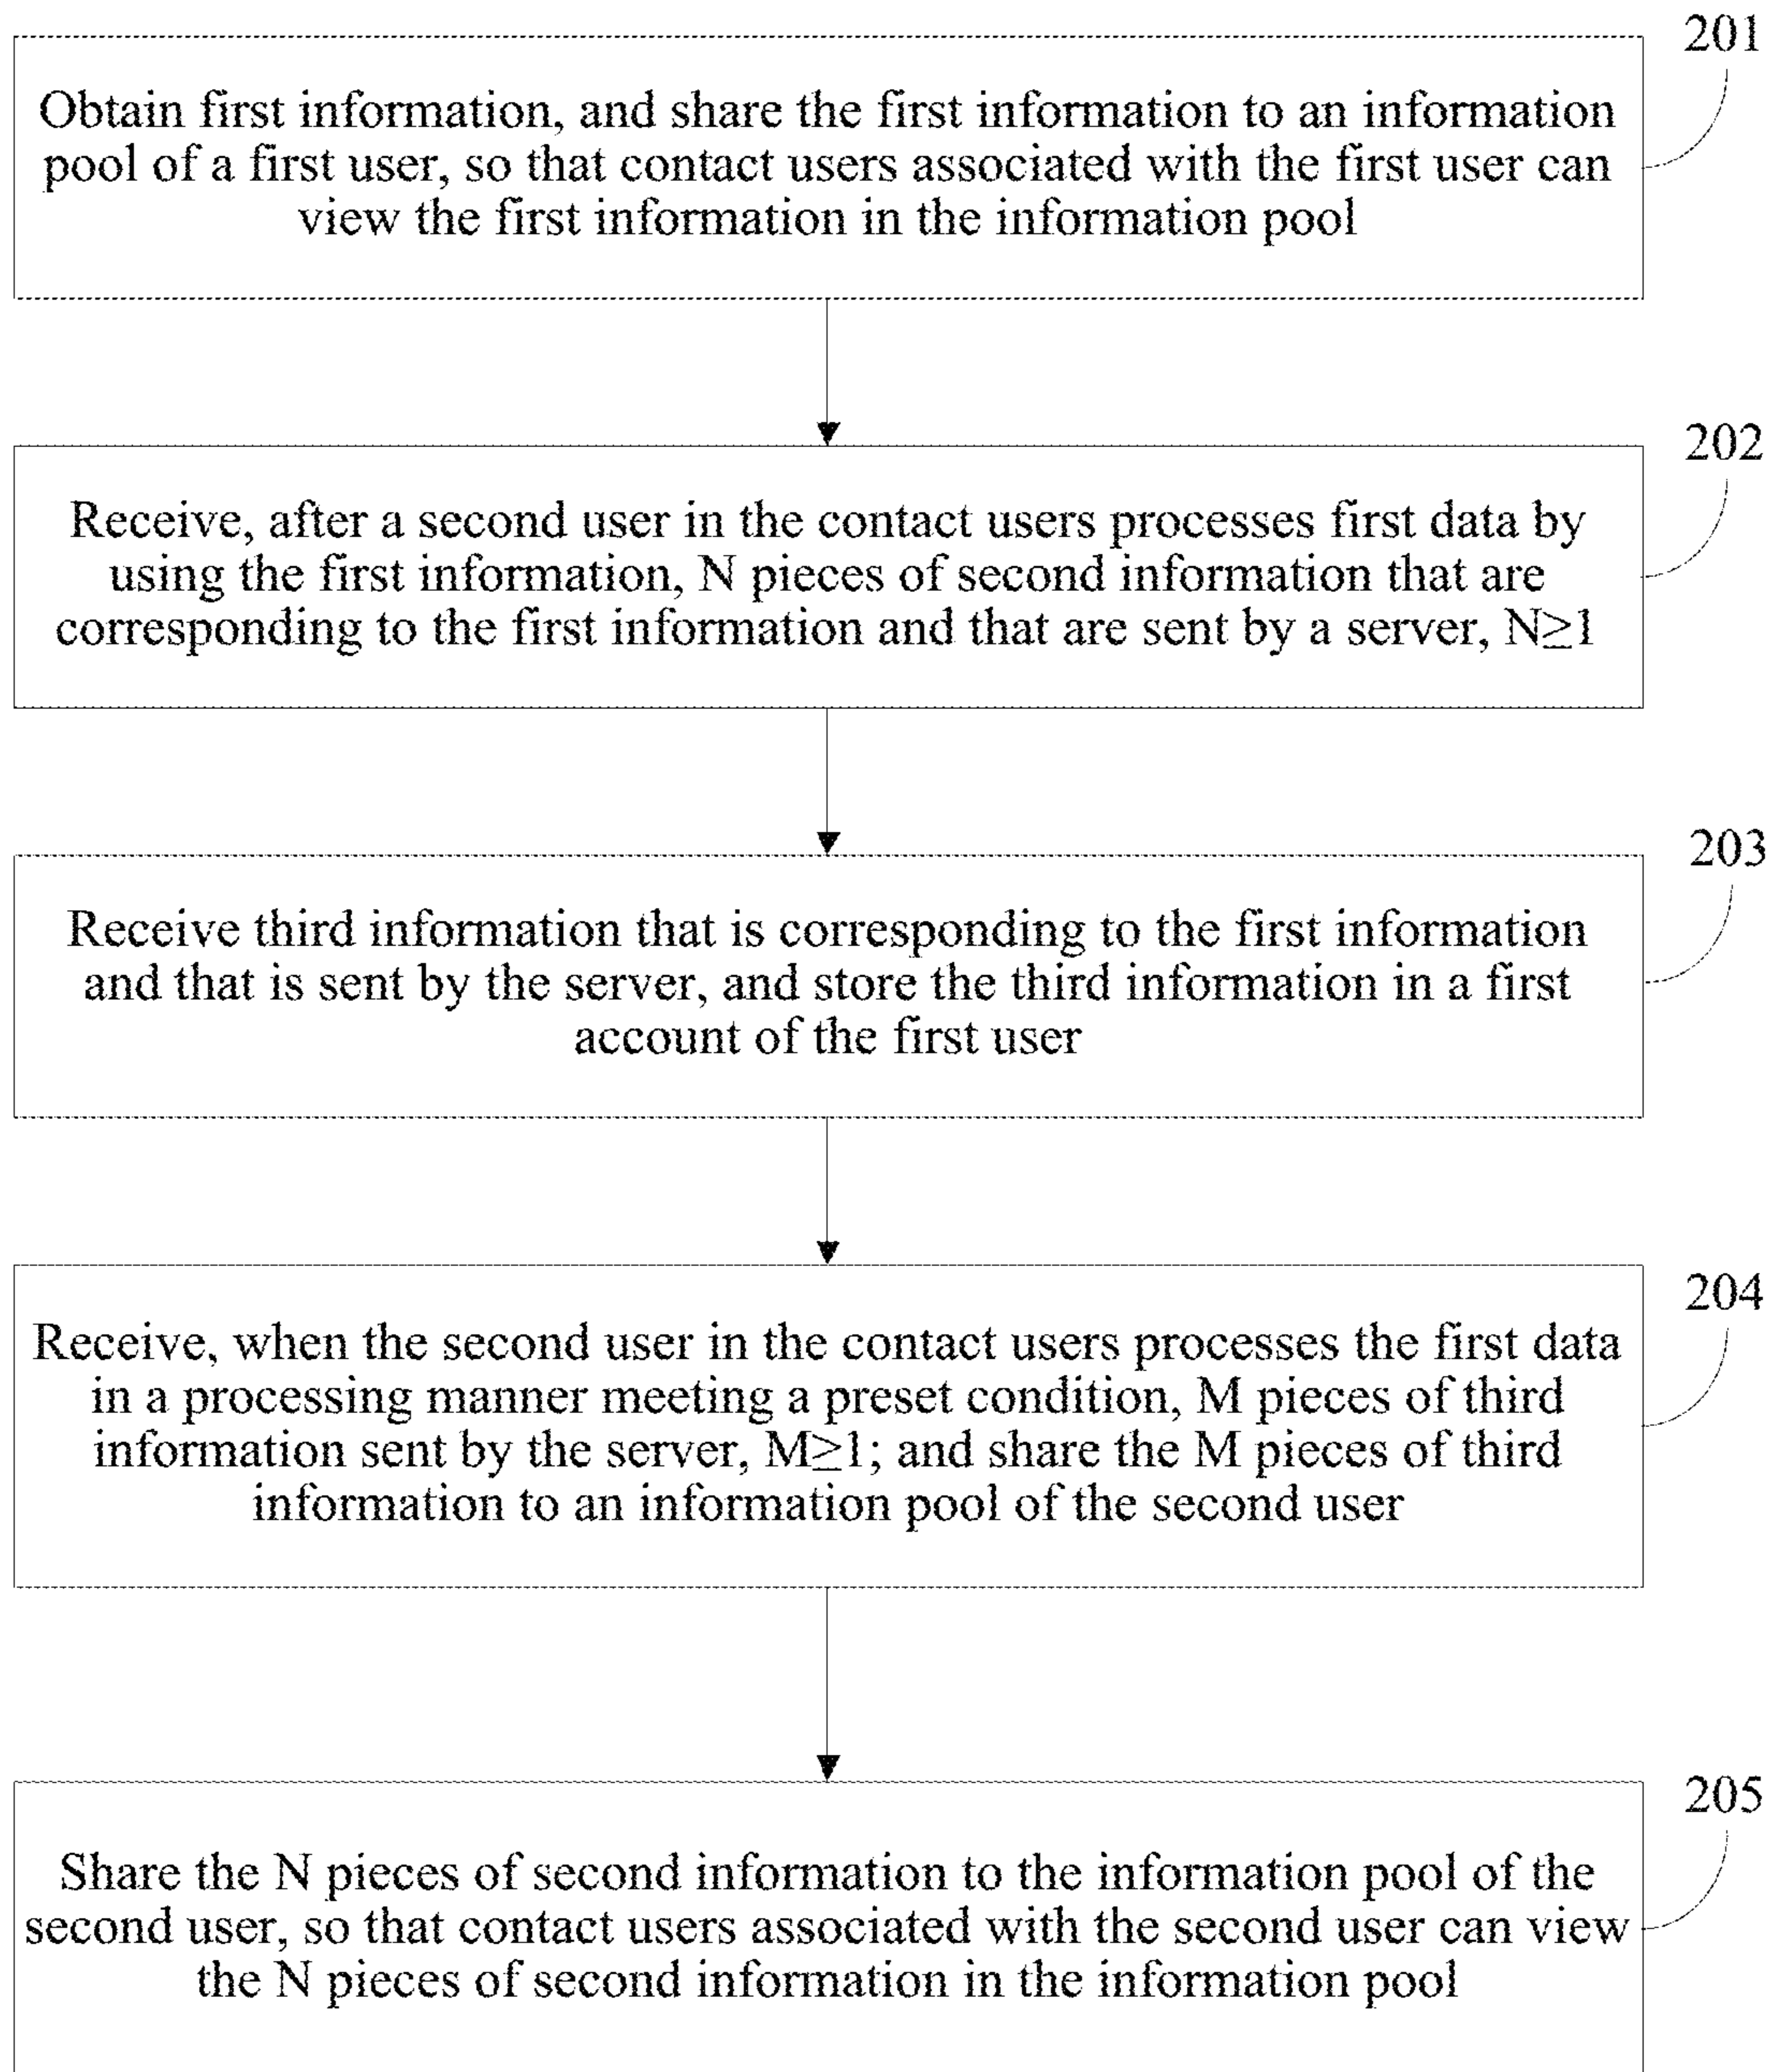 201
Obtain first information, and share the first information to an information
pool of a first user, so that contact users associated with the first user can
view the first information in the information pool
202
Receive, after a second user in the contact users processes first data by
using the first information, N pieces of second information that are
corresponding to the first information and that are sent by a server, N≥1
203
Receive third information that is corresponding to the first information
and that is sent by the server, and store the third information in a first
account of the first user
204
Receive, when the second user in the contact users processes the first data
in a processing manner meeting a preset condition, M pieces of third
information sent by the server, M≥1; and share the M pieces of third
information to an information pool of the second user
205
Share the N pieces of second information to the information pool of the
second user, so that contact users associated with the second user can view
the N pieces of second information in the information pool